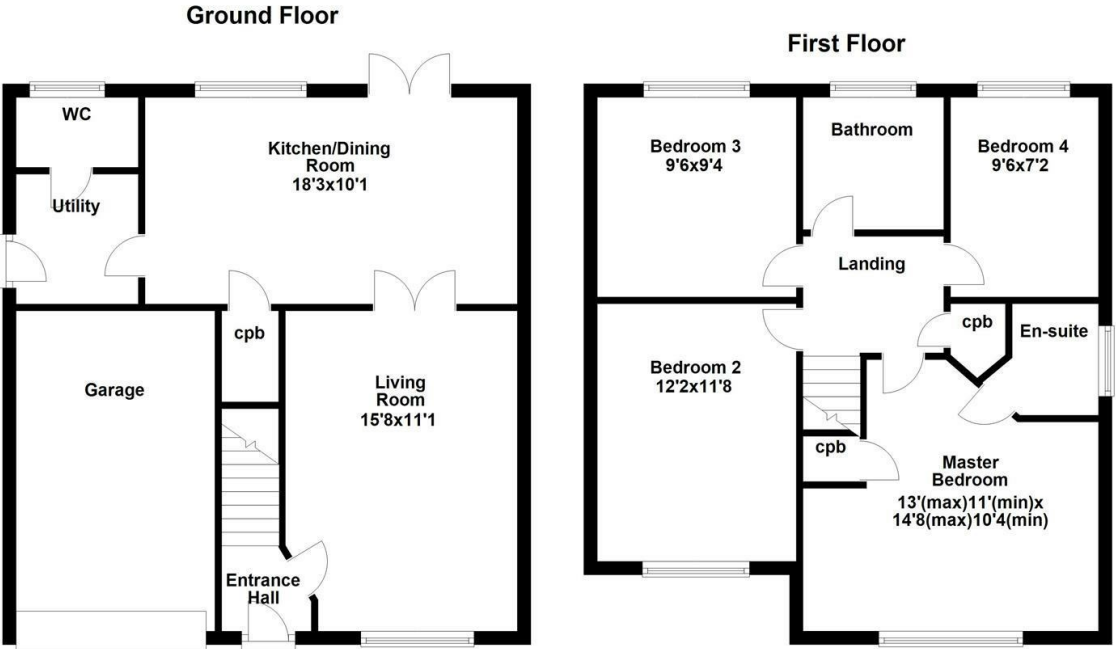 Ground Floor
WC
Kitchen/Dining
Room
18'3x10'1
Utility
cpb
Garage
Living
Room
15'8x11'1
Entrance
Hall
First Floor
Bedroom 3
9'6x9'4
Bathroom
Bedroom 4
9'6x7'2
Landing
cpb
En-suite
Bedroom 2
12'2x11'8
cpb
Master
Bedroom
13'(max)11'(min)x
14'8(max)10'4(min)